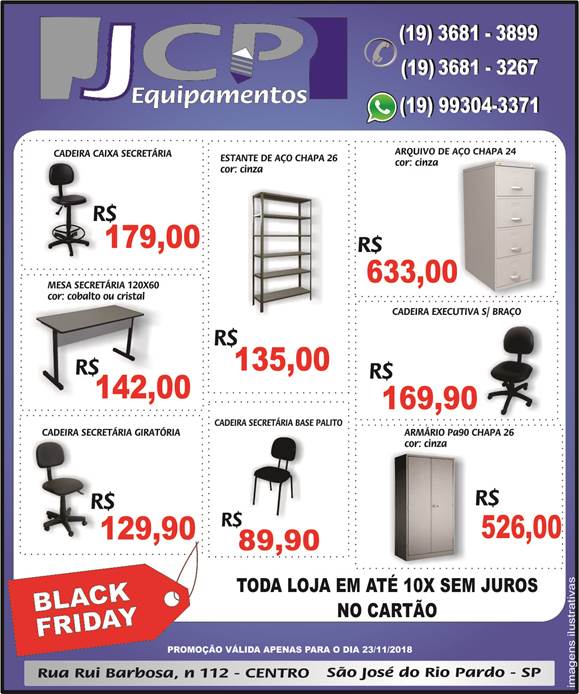 JCP
Equipamentos
(19) 3681 - 3899
(19) 3681 - 3267
(19) 99304-3371
CADEIRA CAIXA SECRETÁRIA
R$
179,00
ESTANTE DE AÇO CHAPA 26
cor: cinza
R$
135,00
ARQUIVO DE AÇO CHAPA 24
cor: cinza
R$
633,00
MESA SECRETÁRIA 120X60
cor: cobalto ou cristal
R$
142,00
CADEIRA EXECUTIVA S/ BRAÇO
R$
169,90
CADEIRA SECRETÁRIA GIRATÓRIA
R$
129,90
CADEIRA SECRETÁRIA BASE PALITO
R$
89,90
ARMÁRIO Pa90 CHAPA 26
cor: cinza
R$
526,00
BLACK
FRIDAY
TODA LOJA EM ATÉ 10X SEM JUROS
NO CARTÃO
imagens ilustrativas
PROMOÇÃO VÁLIDA APENAS PARA O DIA 23/11/2018
Rua Rui Barbosa, n 112 - CENTRO São José do Rio Pardo - SP